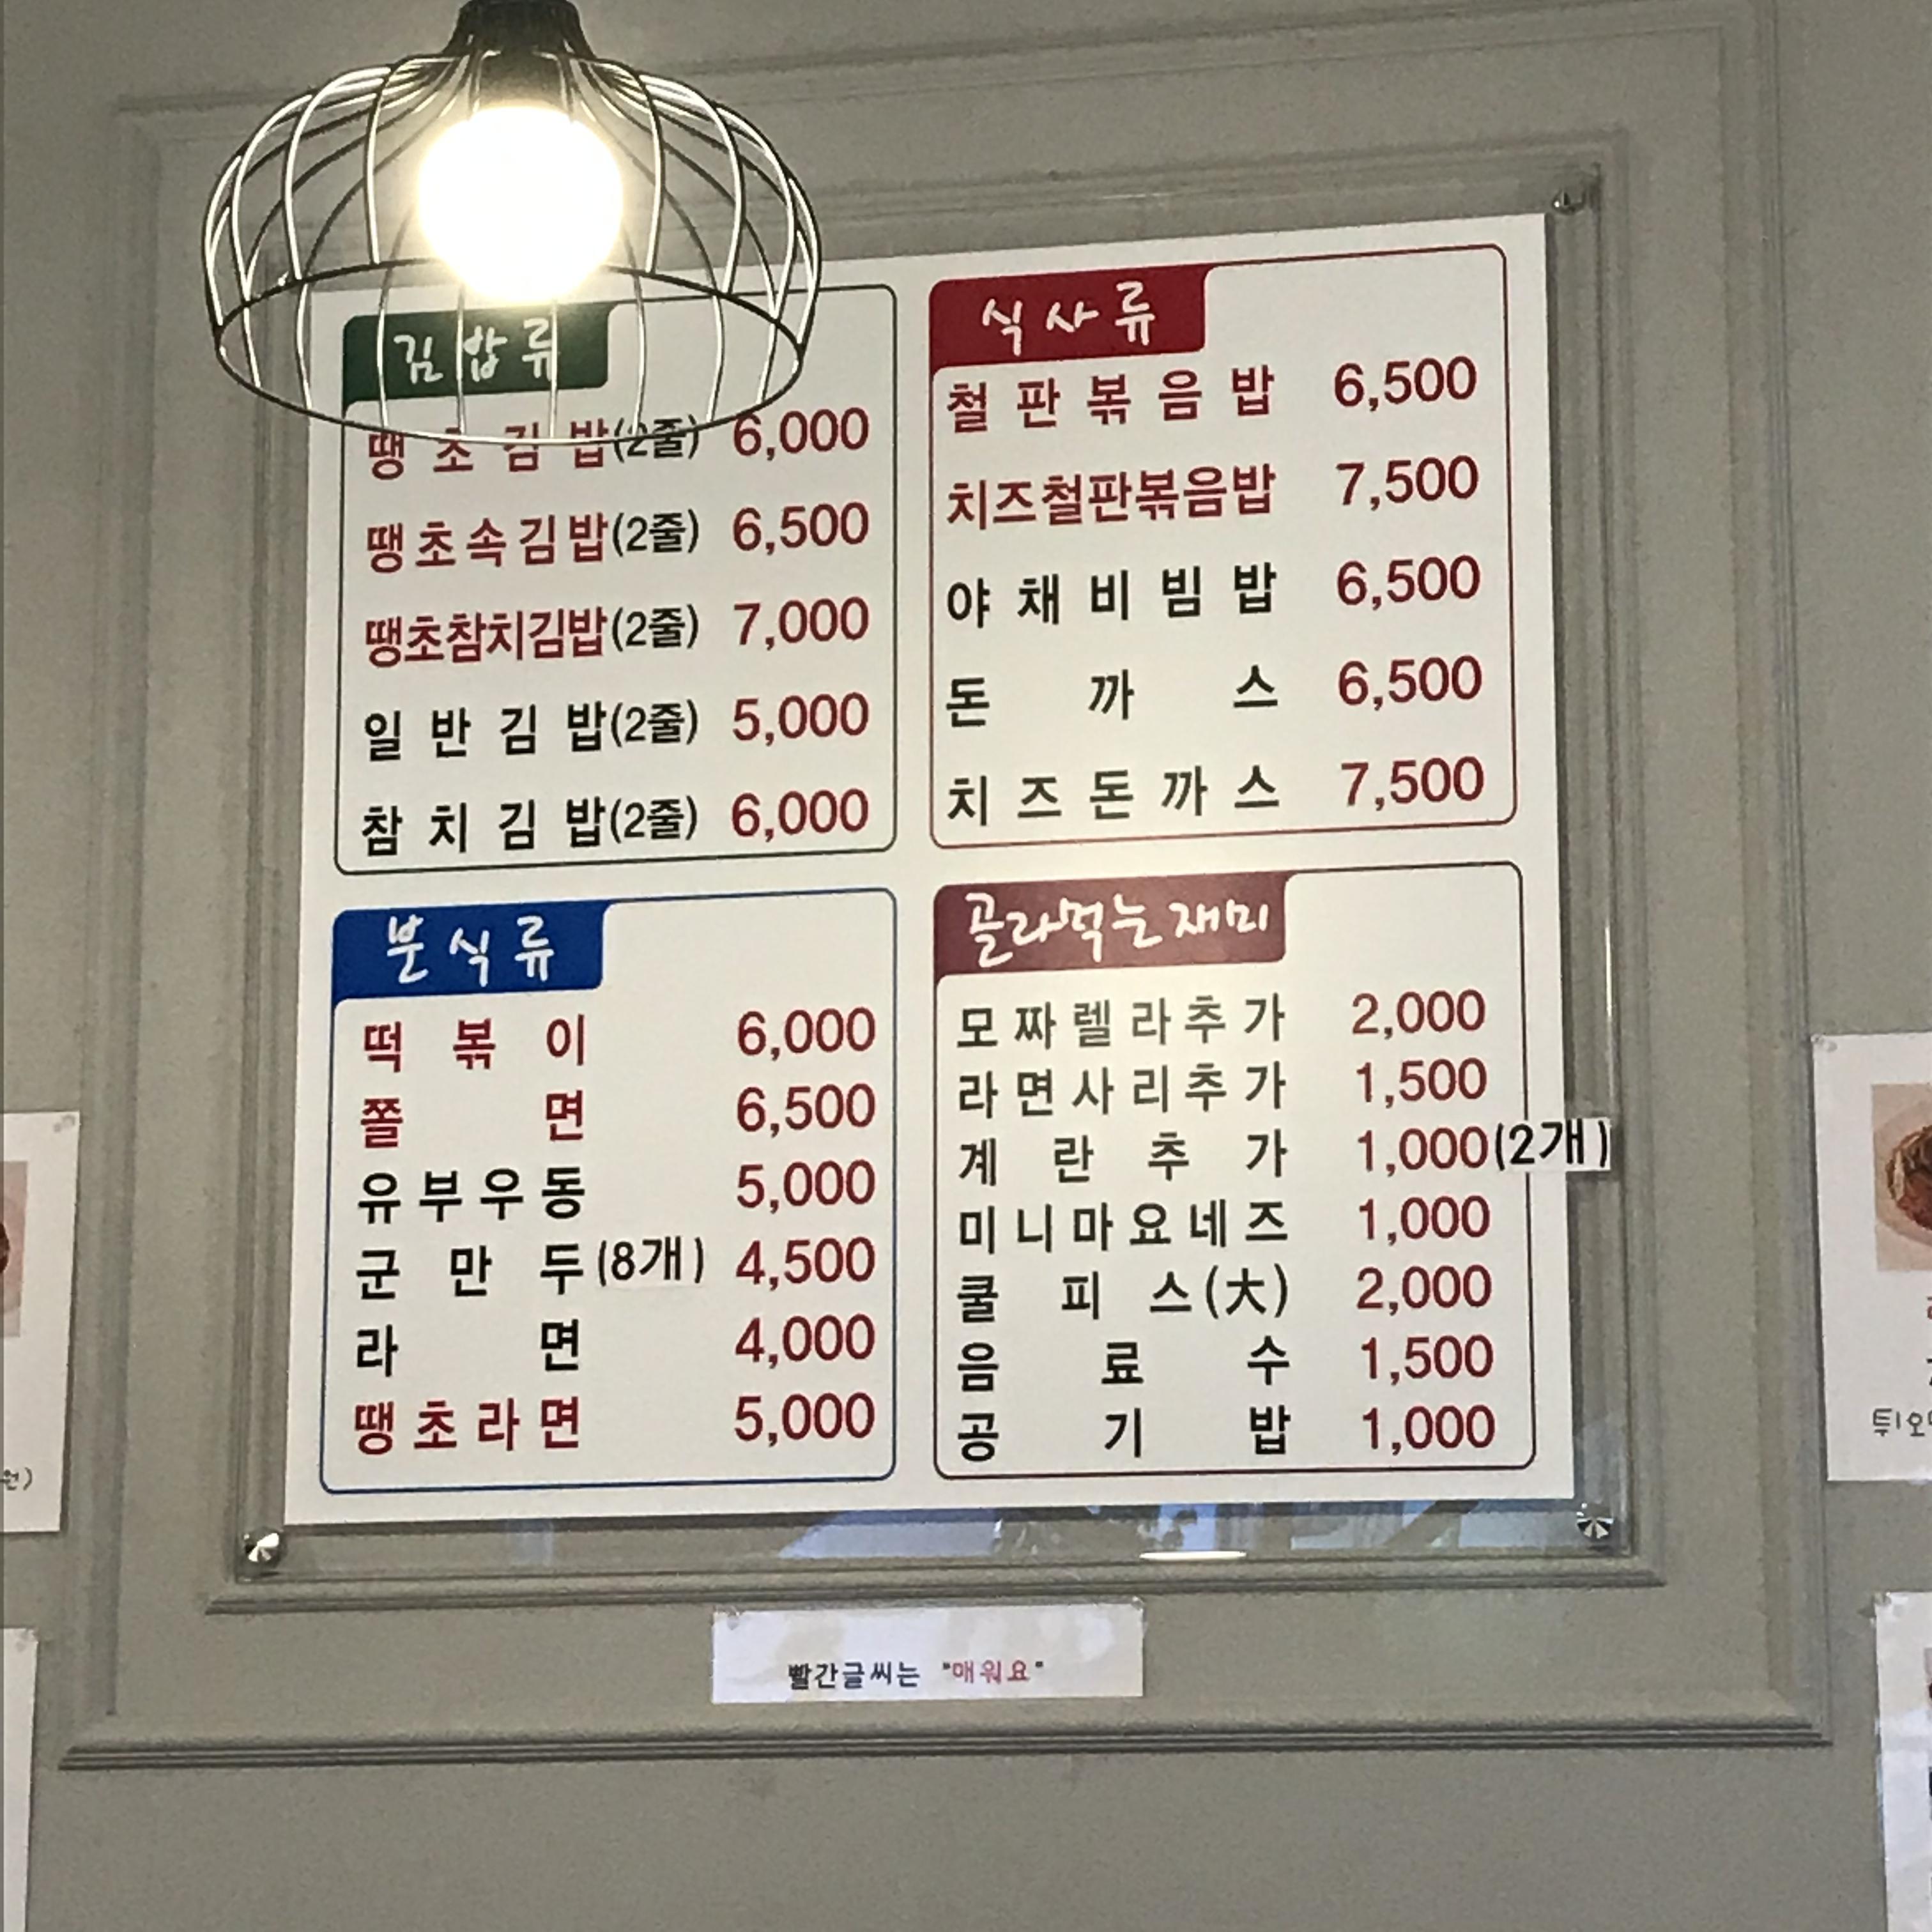 김밥류
땡초김밥(2줄) 6,000
땡초속김밥(2줄) 6,500
땡초참치김밥(2줄) 7,000
일반김밥(2줄) 5,000
참치김밥(2줄) 6,000
식사류
철판볶음밥 6,500
치즈철판볶음밥 7,500
야채비빔밥 6,500
돈까스 6,500
치즈돈까스 7,500
분식류
떡볶이 6,000
쫄면 6,500
유부우동 5,000
군만두(8개) 4,500
라면 4,000
땡초라면 5,000
골라먹는재미
모짜렐라추가 2,000
라면사리추가 1,500
계란추가 1,000(2개)
미니마요네즈 1,000
쿨피스(大) 2,000
음료수 1,500
공기밥 1,000
빨간글씨는 "매워요"
원)
튀오